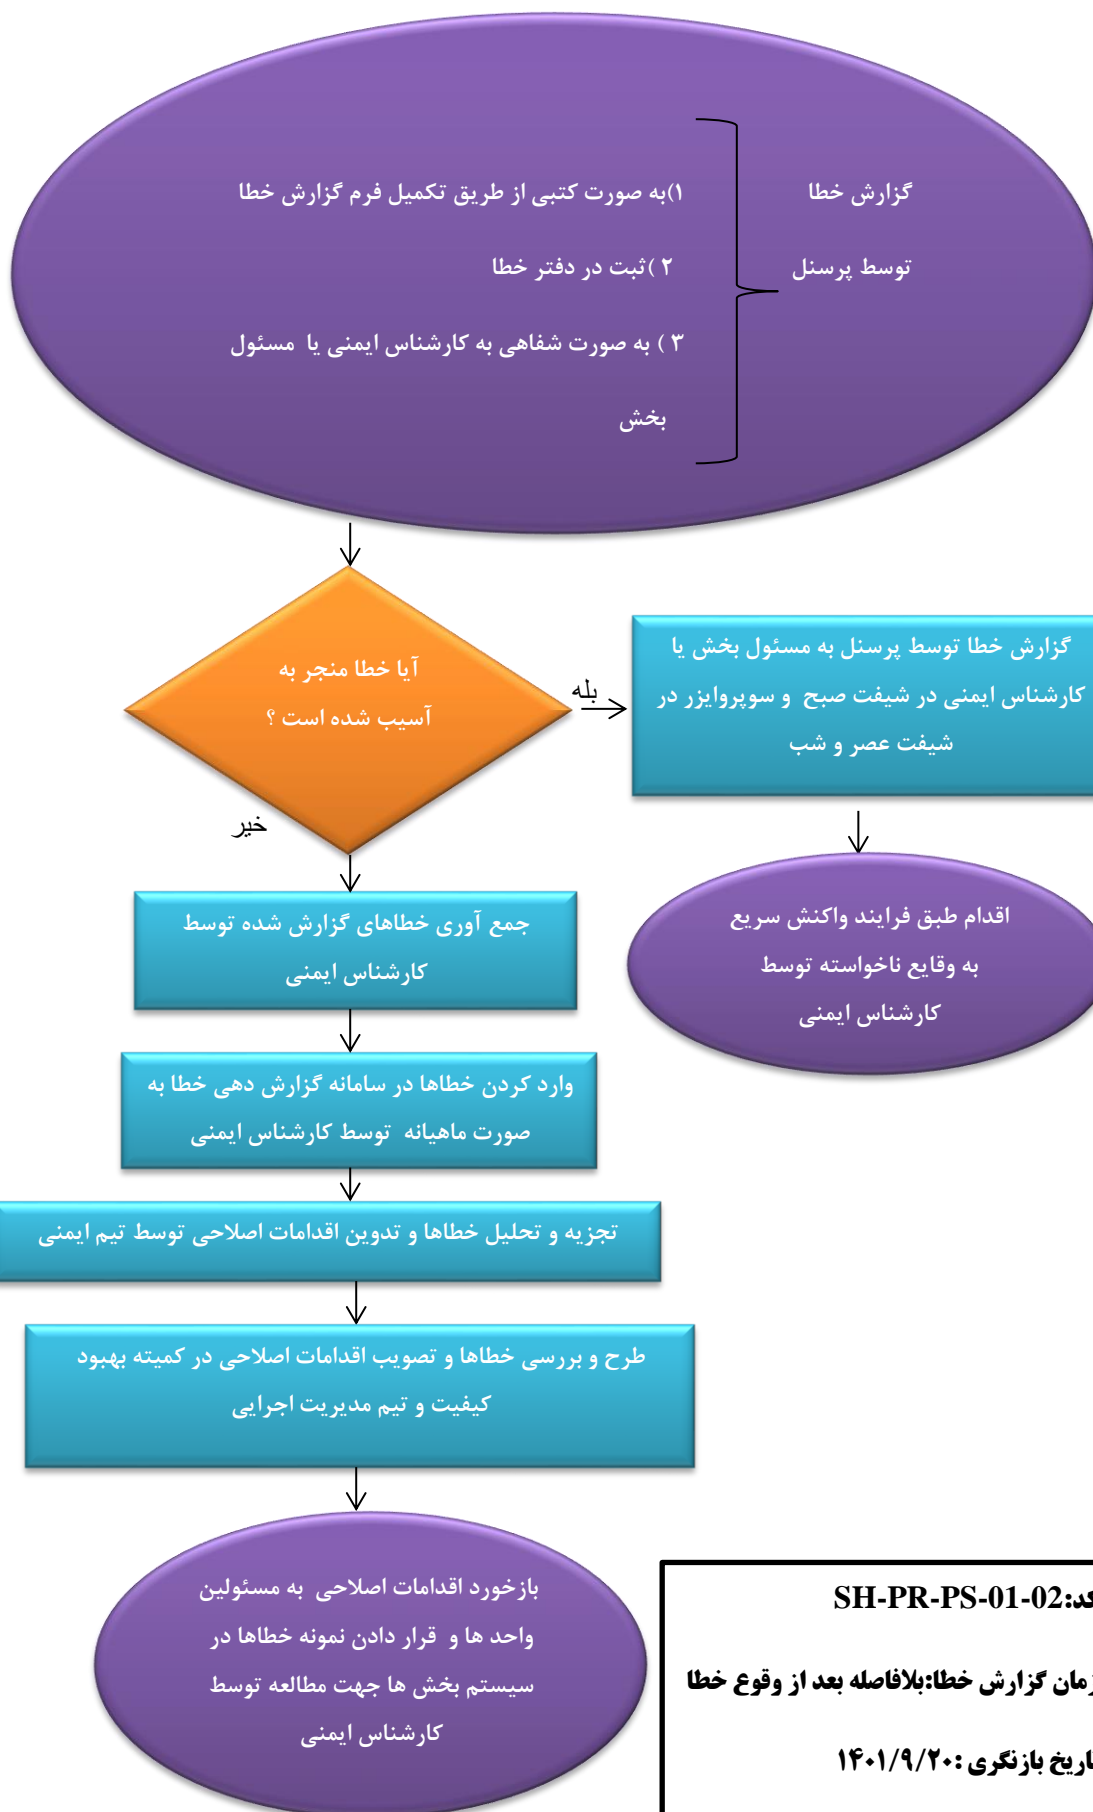 گزارش خطا
توسط پرسنل
۱)به صورت کتبی از طریق تکمیل فرم گزارش خطا
۲ )ثبت در دفتر خطا
۳ ) به صورت شفاهی به کارشناس ایمنی یا مسئول
بخش
آیا خطا منجر به
آسیب شده است ؟
بله
گزارش خطا توسط پرسنل به مسئول بخش یا
کارشناس ایمنی در شیفت صبح و سوپروایزر در
شیفت عصر و شب
اقدام طبق فرایند واکنش سریع
به وقایع ناخواسته توسط
کارشناس ایمنی
خیر
جمع آوری خطاهای گزارش شده توسط
کارشناس ایمنی
وارد کردن خطاها در سامانه گزارش دهی خطا به
صورت ماهیانه توسط کارشناس ایمنی
تجزیه و تحلیل خطاها و تدوین اقدامات اصلاحی توسط تیم ایمنی
طرح و بررسی خطاها و تصویب اقدامات اصلاحی در کمیته بهبود
کیفیت و تیم مدیریت اجرایی
بازخورد اقدامات اصلاحی به مسئولین
واحد ها و قرار دادن نمونه خطاها در
سیستم بخش ها جهت مطالعه توسط
کارشناس ایمنی
کد:SH-PR-PS-01-02
زمان گزارش خطا:بلافاصله بعد از وقوع خطا
تاریخ بازنگری :۱۴۰۱/۹/۲۰